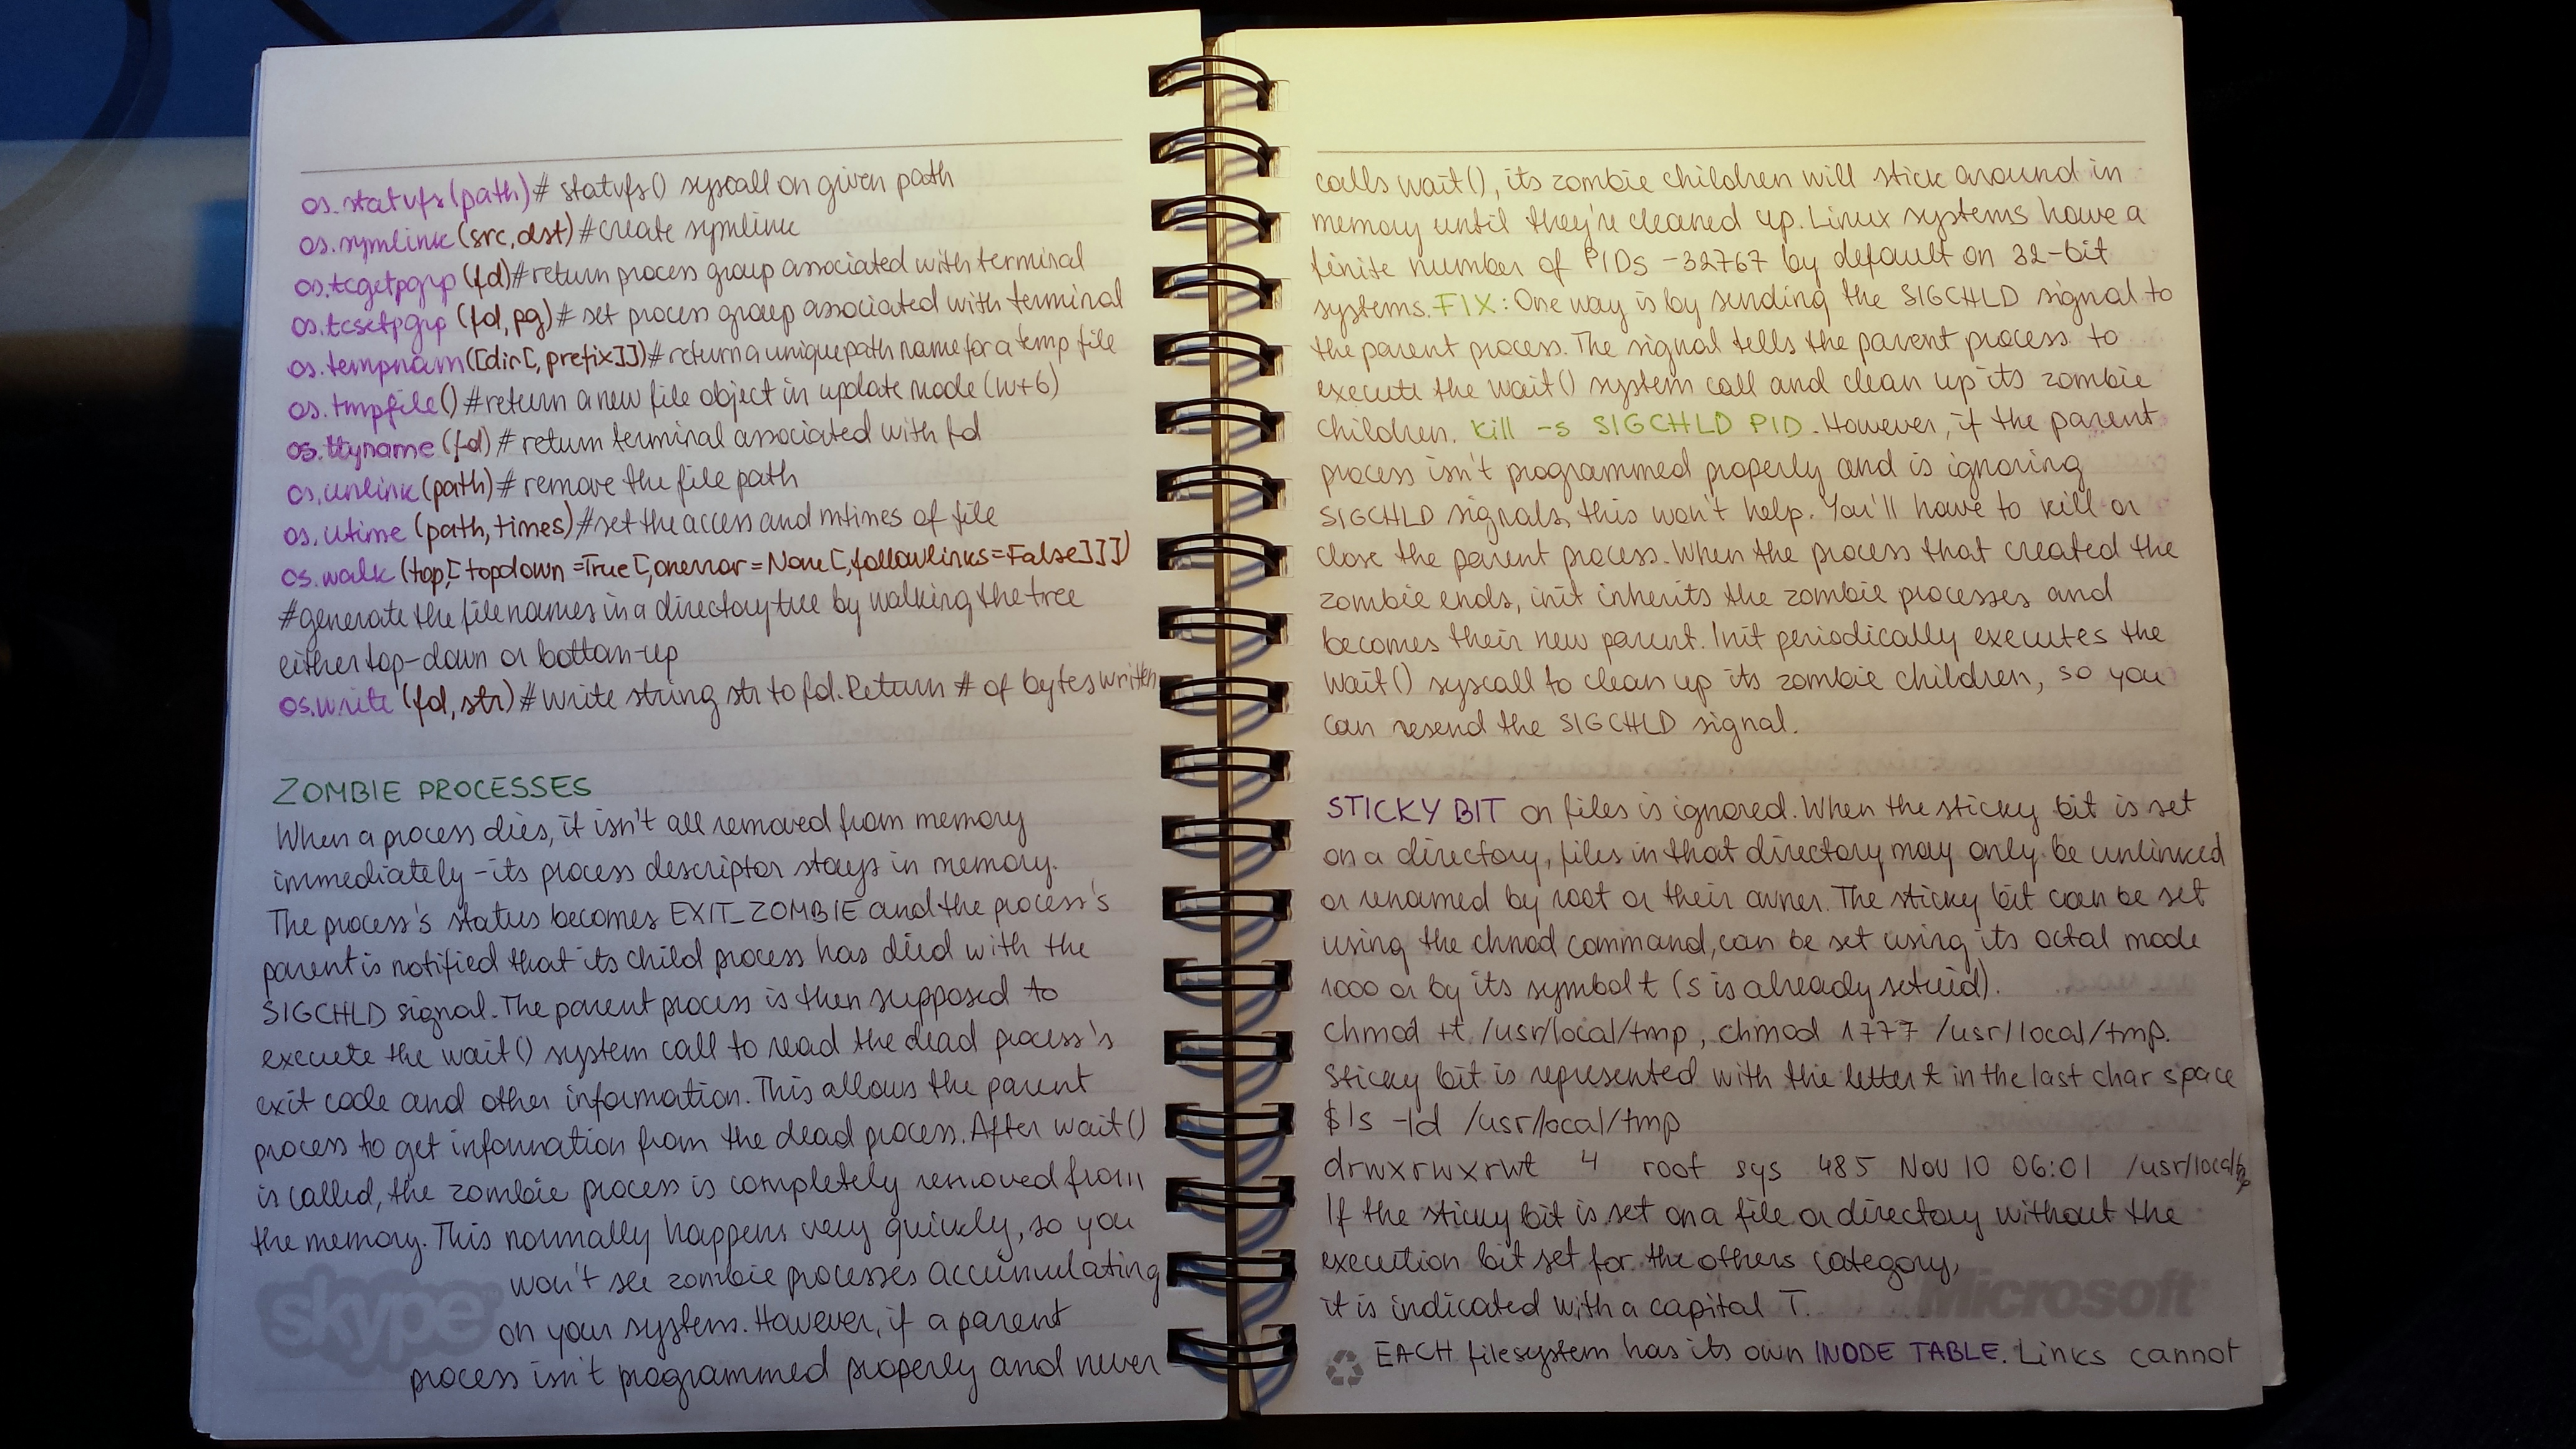 os.statvfs(path)# statvfs() syscall on given path
os.symlink(src,dst)#create symlink
os.tcgetpgrp(fd)#return process group associated with terminal
os.tcsetpgrp(fd,pg)# set process group associated with terminal
os.tempnam([dir[,prefix]])#return a unique path name for a temp file
os.tmpfile()#return a new file object in update mode (w+b)
os.ttyname(fd)# return terminal associated with fd
os.unlink(path)# remove the file path
os.utime (path,times)#set the access and mtimes of file
os.walk (top,[topdown=True[,onerror=None[,followlinks=False]]])
#generate the file names in a directory tree by walking the tree
either top-down or bottom-up
os.write (fd,str)#write string str to fd. Return # of bytes written
ZOMBIE PROCESSES
When a process dies, it isn't all removed from memory
immediately - its process descriptor stays in memory.
The process's status becomes EXIT_ZOMBIE and the process's
parent is notified that its child process has died with the
SIGCHLD signal. The parent process is then supposed to
execute the wait() system call to read the dead process's
exit code and other information. This allows the parent
process to get information from the dead process. After wait()
is called, the zombie process is completely removed from
the memory. This normally happens very quickly, so you
won't see zombie processes accumulating
on your system. However, if a parent
process isn't programmed properly and never
skype
calls wait(), its zombie children will stick around in
memory until they're cleaned up. Linux systems have a
finite number of PIDs - 32767 by default on 32-bit
systems. FIX: One way is by sending the SIGCHLD signal to
the parent process. The signal tells the parent process to
execute the wait() system call and clean up its zombie
children. kill -s SIGCHLD PID. However, if the parent
process isn't programmed properly and is ignoring
SIGCHLD signals, this won't help. You'll have to kill or
close the parent process. When the process that created the
zombie ends, init inherits the zombie processes and
becomes their new parent. Init periodically executes the
wait() syscall to clean up its zombie children, so you
can resend the SIGCHLD signal.
STICKY BIT on files is ignored. When the sticky bit is set
on a directory, files in that directory may only be unlinked
or renamed by root or their owner. The sticky bit can be set
using the chmod command, can be set using its octal mode
1000 or by its symbol t (s is already setuid).
chmod +t /usr/local/tmp, chmod 1777 /usr/local/tmp.
Sticky bit is represented with the letter t in the last char space
$ls -ld /usr/local/tmp
drwxrwxrwt 4 root sys 485 Nov 10 06:01 /usr/local/tmp
If the sticky bit is set on a file or directory without the
execution bit set for the others category,
it is indicated with a capital T.
Microsoft
EACH filesystem has its own INODE TABLE. Links cannot